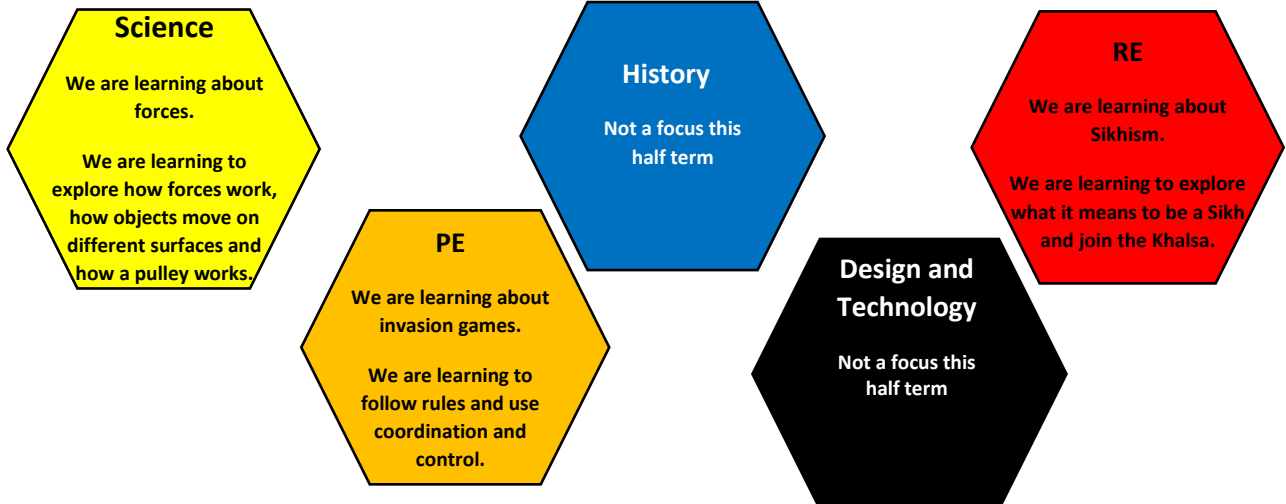 Science
We are learning about
forces.
We are learning to
explore how forces work,
how objects move on
different surfaces and
how a pulley works.
PE
We are learning about
invasion games.
We are learning to
follow rules and use
coordination and
control.
History
Not a focus this
half term
Design and
Technology
Not a focus this
half term
RE
We are learning about
Sikhism.
We are learning to explore
what it means to be a Sikh
and join the Khalsa.